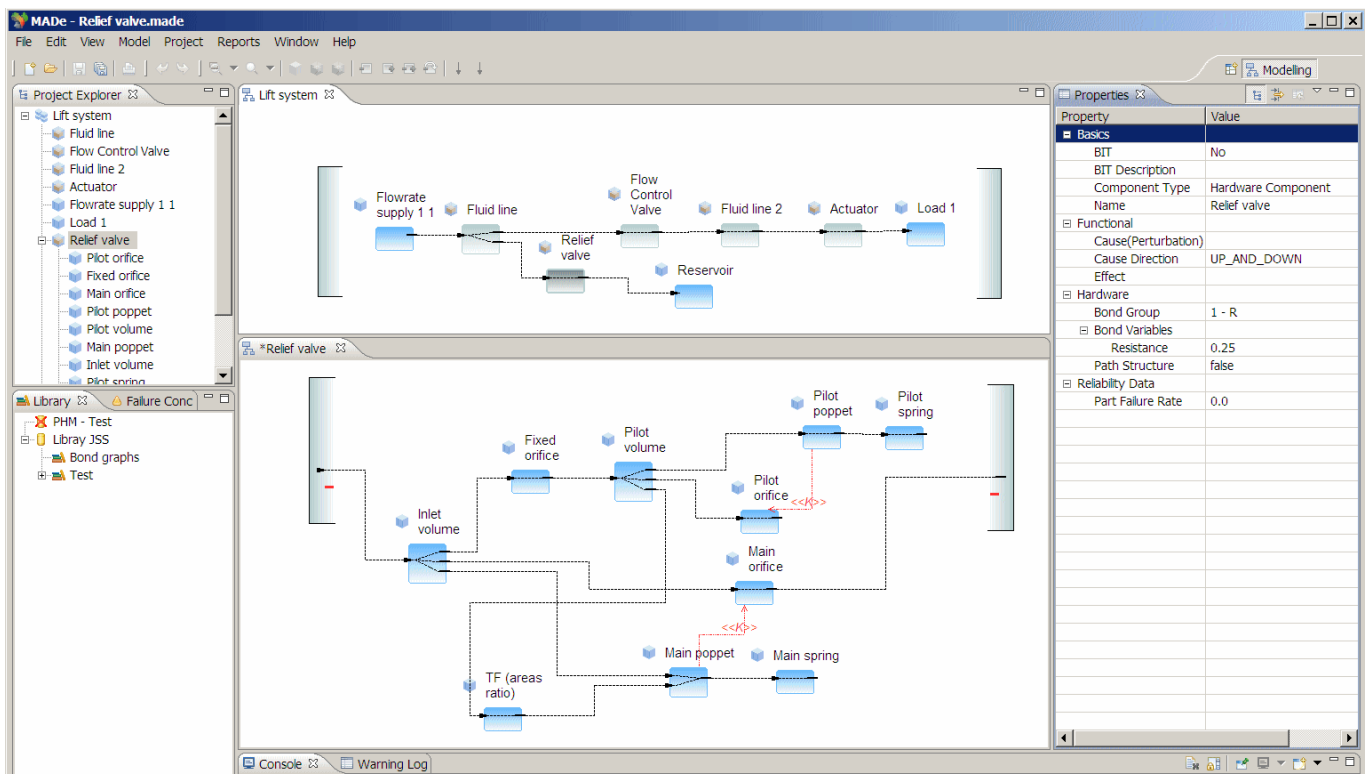 MADe - Relief valve.made
File Edit View Model Project Reports Window Help
Modeling
Project Explorer
Lift system
Fluid line
Flow Control Valve
Fluid line 2
Actuator
Flowrate supply 1 1
Load 1
Relief valve
Pilot orifice
Fixed orifice
Main orifice
Pilot poppet
Pilot volume
Main poppet
Inlet volume
Pilot spring
Library Failure Conc
PHM - Test
Libray JSS
Bond graphs
Test
Lift system
Flowrate
supply 1 1
Fluid line
Flow
Control
Valve
Fluid line 2
Actuator
Load 1
Relief
valve
Reservoir
*Relief valve
Pilot
poppet
Pilot
spring
Fixed
orifice
Pilot
volume
Pilot
orifice
<<K>>
Inlet
volume
Main
orifice
<<K>>
Main poppet
Main spring
TF (areas
ratio)
Console Warning Log
Properties
Property Value
Basics
BIT No
BIT Description
Component Type Hardware Component
Name Relief valve
Functional
Cause(Perturbation)
Cause Direction UP_AND_DOWN
Effect
Hardware
Bond Group 1 - R
Bond Variables
Resistance 0.25
Path Structure false
Reliability Data
Part Failure Rate 0.0